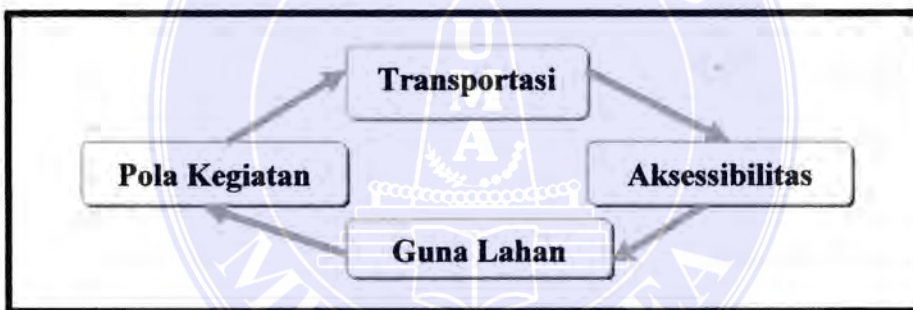 Transportasi
Pola Kegiatan
Aksessibilitas
Guna Lahan
U
M
A